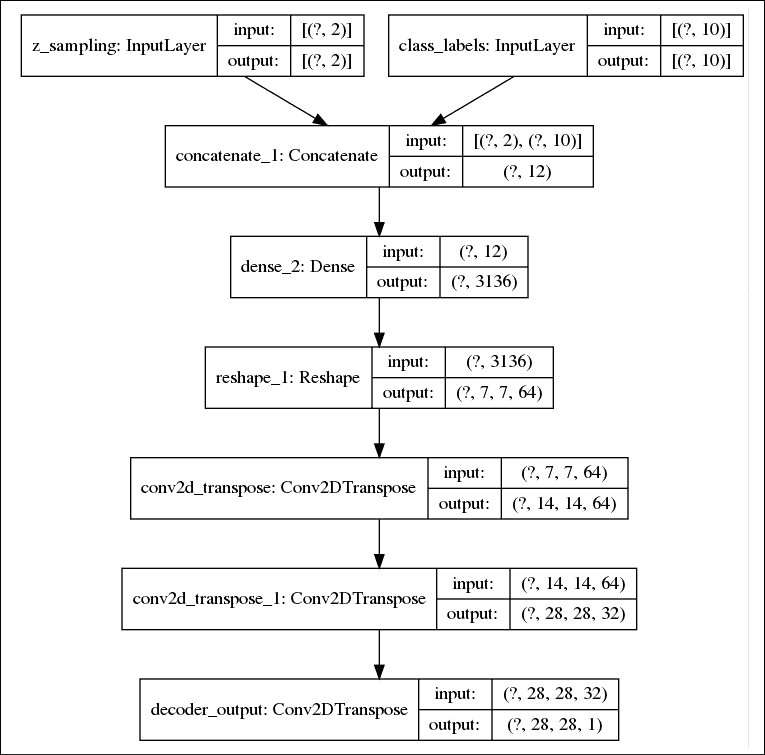 z_sampling: InputLayer
input: [(?, 2)]
output: [(?, 2)]
class_labels: InputLayer
input: [(?, 10)]
output: [(?, 10)]
concatenate_1: Concatenate
input: [(?, 2), (?, 10)]
output: (?, 12)
dense_2: Dense
input: (?, 12)
output: (?, 3136)
reshape_1: Reshape
input: (?, 3136)
output: (?, 7, 7, 64)
conv2d_transpose: Conv2DTranspose
input: (?, 7, 7, 64)
output: (?, 14, 14, 64)
conv2d_transpose_1: Conv2DTranspose
input: (?, 14, 14, 64)
output: (?, 28, 28, 32)
decoder_output: Conv2DTranspose
input: (?, 28, 28, 32)
output: (?, 28, 28, 1)